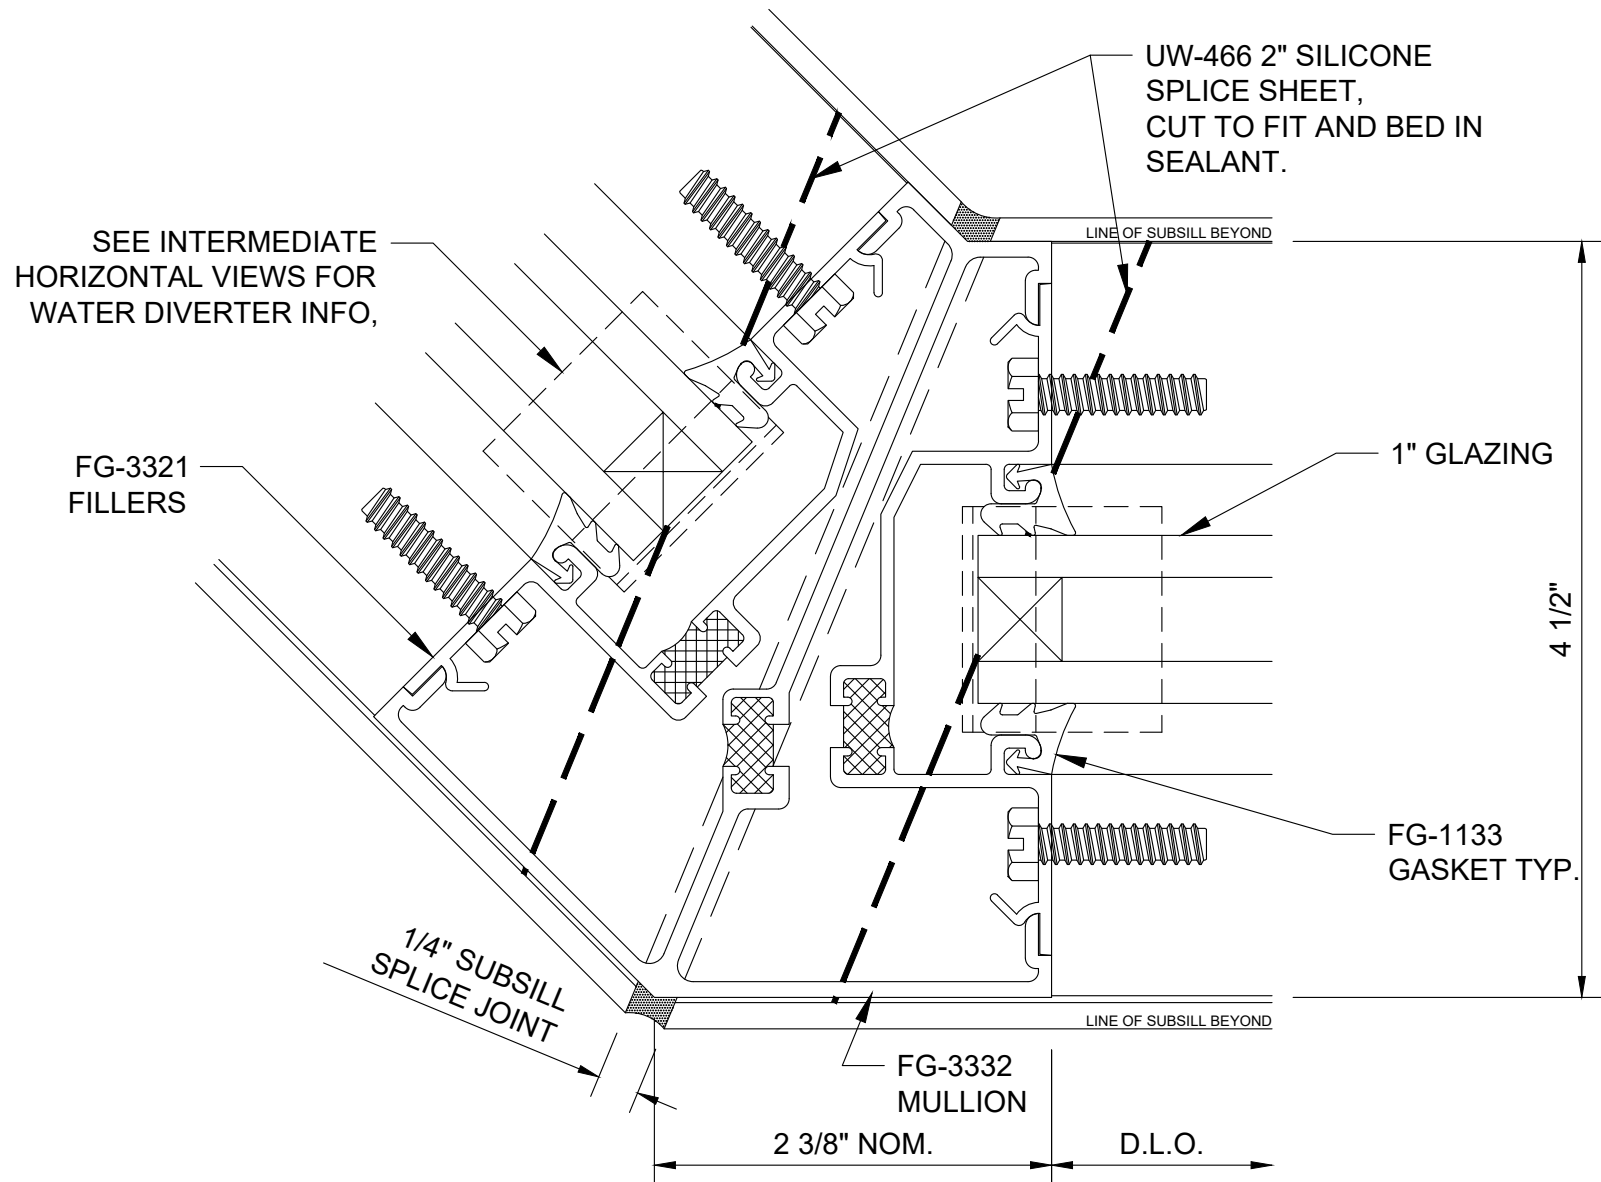 UW-466 2" SILICONE
SPLICE SHEET,
CUT TO FIT AND BED IN
SEALANT.
SEE INTERMEDIATE
HORIZONTAL VIEWS FOR
WATER DIVERTER INFO,
LINE OF SUBSILL BEYOND
FG-3321
FILLERS
1" GLAZING
4 1/2"
FG-1133
GASKET TYP.
1/4" SUBSILL
SPLICE JOINT
LINE OF SUBSILL BEYOND
FG-3332
MULLION
2 3/8" NOM.
D.L.O.